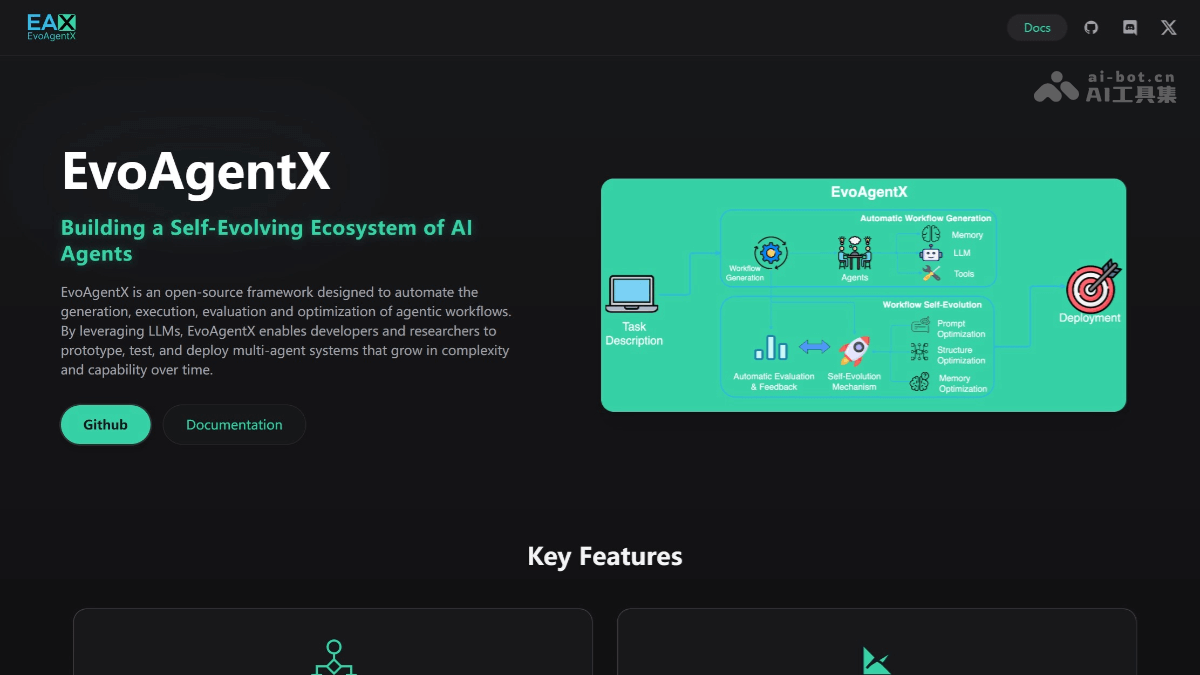 EAX
EvoAgentX
Docs
ai-bot.cn
AI工具集
EvoAgentX
Building a Self-Evolving Ecosystem of AI
Agents
EvoAgentX is an open-source framework designed to automate the
generation, execution, evaluation and optimization of agentic workflows.
By leveraging LLMs, EvoAgentX enables developers and researchers to
prototype, test, and deploy multi-agent systems that grow in complexity
and capability over time.
Github
Documentation
EvoAgentX
Automatic Workflow Generation
Workflow
Generation
Agents
Memory
LLM
Tools
Task
Description
Workflow Self-Evolution
Automatic Evaluation
& Feedback
Self-Evolution
Mechanism
Prompt
Optimization
Structure
Optimization
Memory
Optimization
Deployment
Key Features